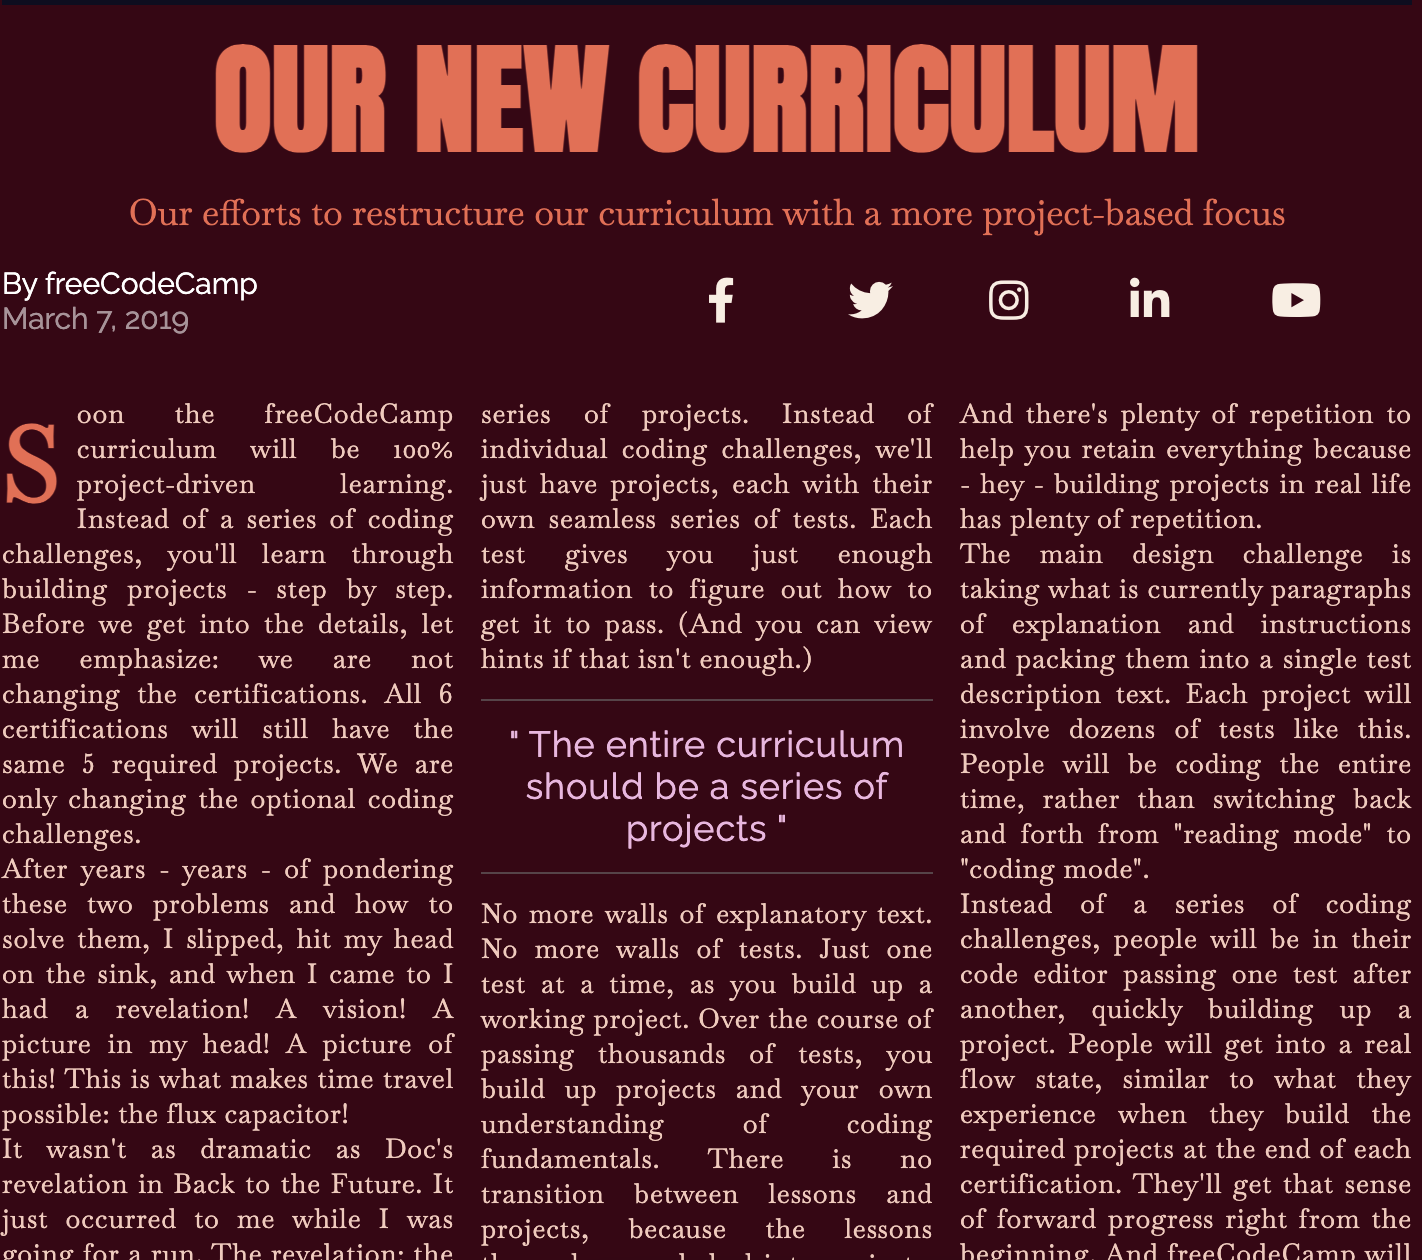 OUR NEW CURRICULUM
Our efforts to restructure our curriculum with a more project-based focus
By freeCodeCamp
March 7, 2019
Soon the freeCodeCamp
curriculum will be 100%
project-driven learning.
Instead of a series of coding
challenges, you'll learn through
building projects - step by step.
Before we get into the details, let
me emphasize: we are not
changing the certifications. All 6
certifications will still have the
same 5 required projects. We are
only changing the optional coding
challenges.
After years - years - of pondering
these two problems and how to
solve them, I slipped, hit my head
on the sink, and when I came to I
had a revelation! A vision! A
picture in my head! A picture of
this! This is what makes time travel
possible: the flux capacitor!
It wasn't as dramatic as Doc's
revelation in Back to the Future. It
just occurred to me while I was
going for a run. The revelation: the
series of projects. Instead of
individual coding challenges, we'll
just have projects, each with their
own seamless series of tests. Each
test gives you just enough
information to figure out how to
get it to pass. (And you can view
hints if that isn't enough.)
" The entire curriculum
should be a series of
projects "
No more walls of explanatory text.
No more walls of tests. Just one
test at a time, as you build up a
working project. Over the course of
passing thousands of tests, you
build up projects and your own
understanding of coding
fundamentals. There is no
transition between lessons and
projects, because the lessons
And there's plenty of repetition to
help you retain everything because
- hey - building projects in real life
has plenty of repetition.
The main design challenge is
taking what is currently paragraphs
of explanation and instructions
and packing them into a single test
description text. Each project will
involve dozens of tests like this.
People will be coding the entire
time, rather than switching back
and forth from "reading mode" to
"coding mode".
Instead of a series of coding
challenges, people will be in their
code editor passing one test after
another, quickly building up a
project. People will get into a real
flow state, similar to what they
experience when they build the
required projects at the end of each
certification. They'll get that sense
of forward progress right from the
beginning. And freeCodeCamp will